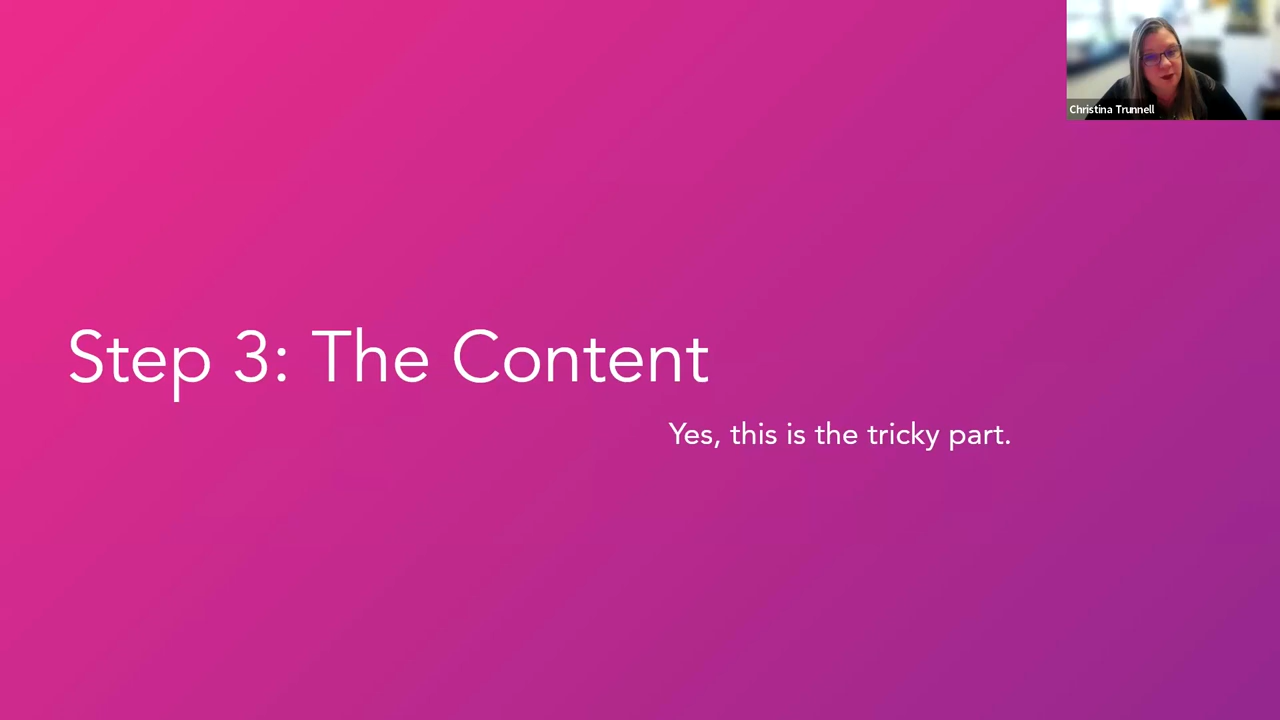 Christina Trunnell
Step 3: The Content
Yes, this is the tricky part.